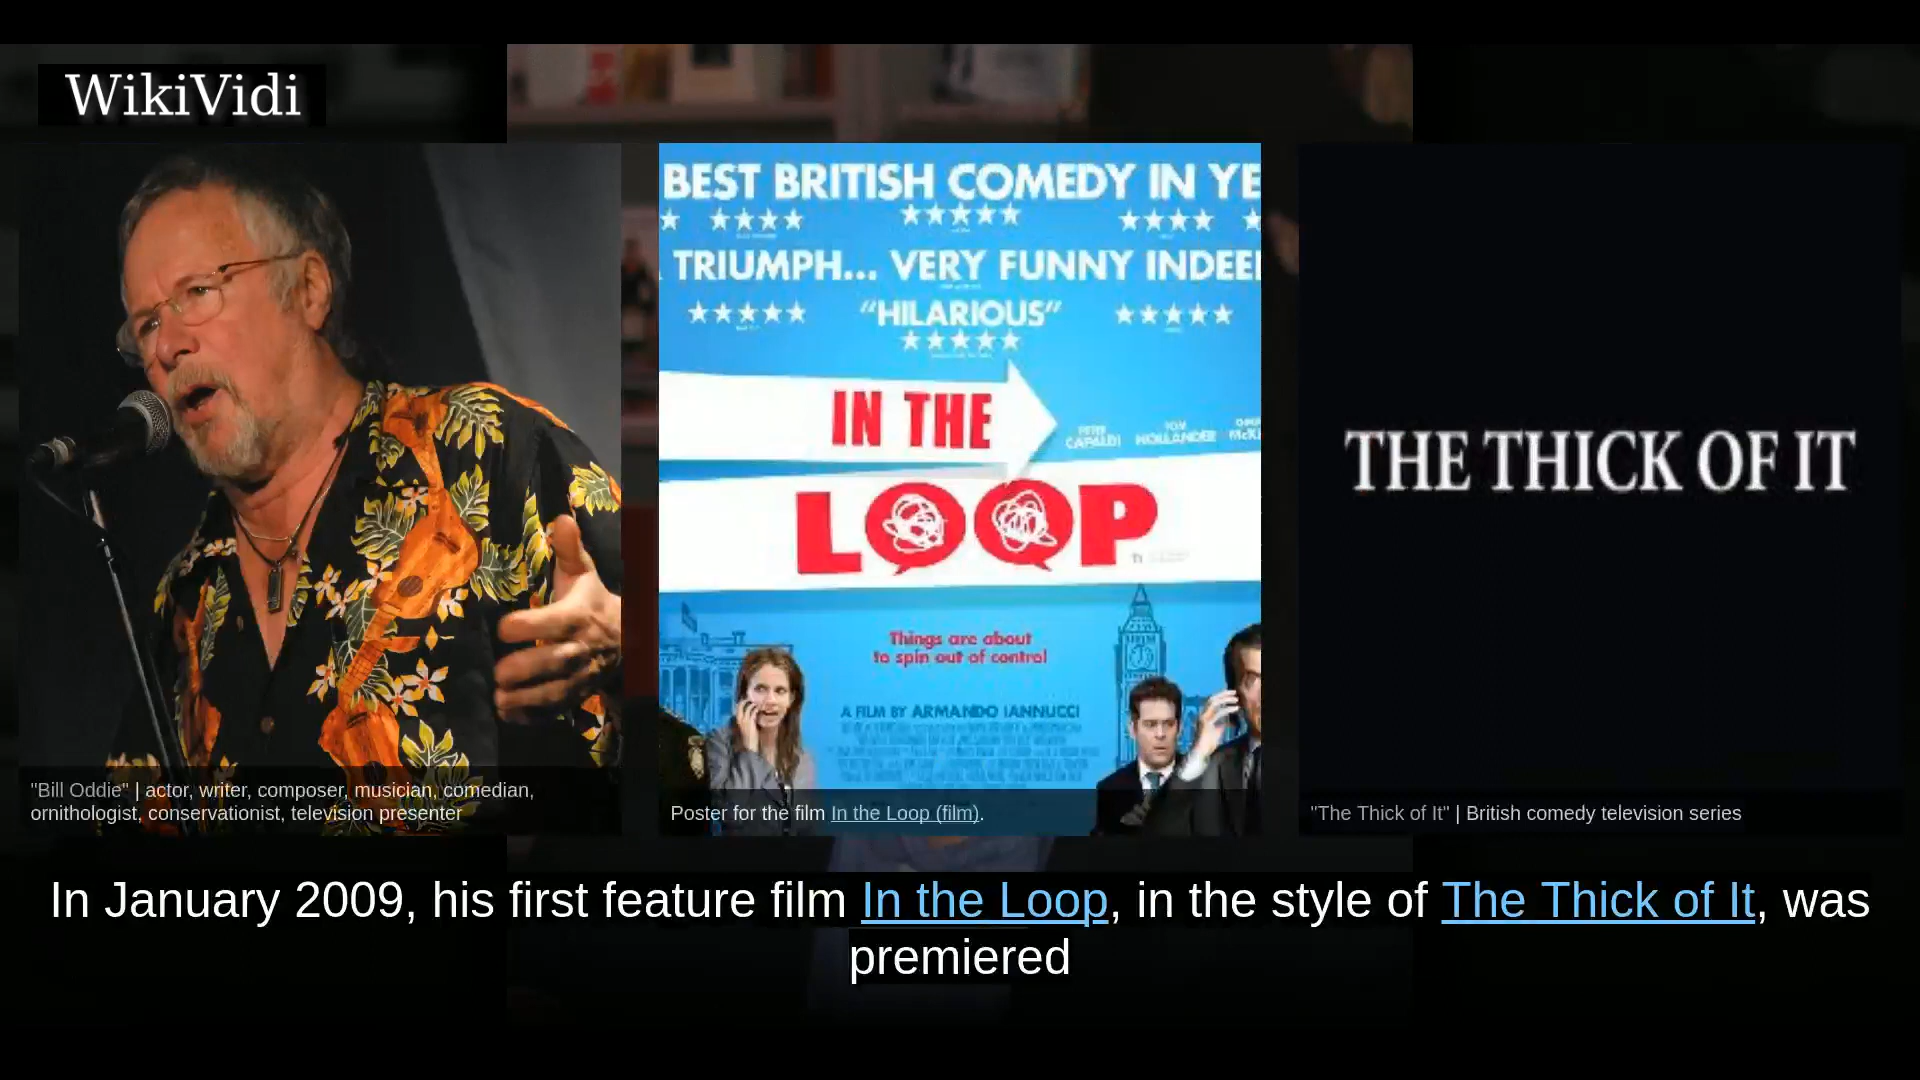 WikiVidi
BEST BRITISH COMEDY IN YE
TRIUMPH... VERY FUNNY INDEE
"HILARIOUS"
IN THE
PETER
CAPALDI
TOM
HOLLANDER
LOOP
Things are about
to spin out of control
A FILM BY ARMANDO IANNUCCI
THE THICK OF IT
"Bill Oddie" | actor, writer, composer, musician, comedian,
ornithologist, conservationist, television presenter
Poster for the film In the Loop (film).
"The Thick of It" | British comedy television series
In January 2009, his first feature film In the Loop, in the style of The Thick of It, was
premiered